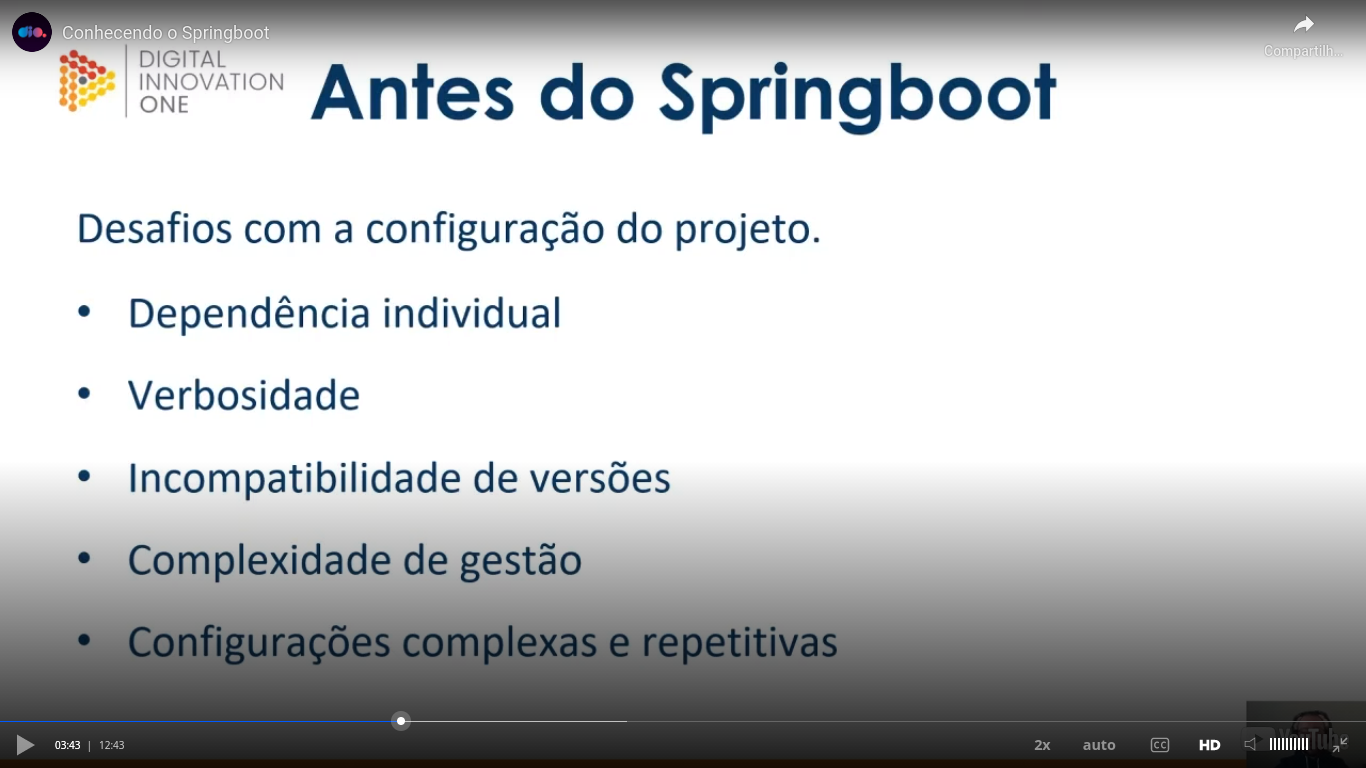 Conhecendo o Springboot
Compartilh...
DIGITAL
INNOVATION
ONE
Antes do Springboot
Desafios com a configuração do projeto.
• Dependência individual
• Verbosidade
• Incompatibilidade de versões
• Complexidade de gestão
• Configurações complexas e repetitivas
03:43 | 12:43
2x auto CC HD
YouTube